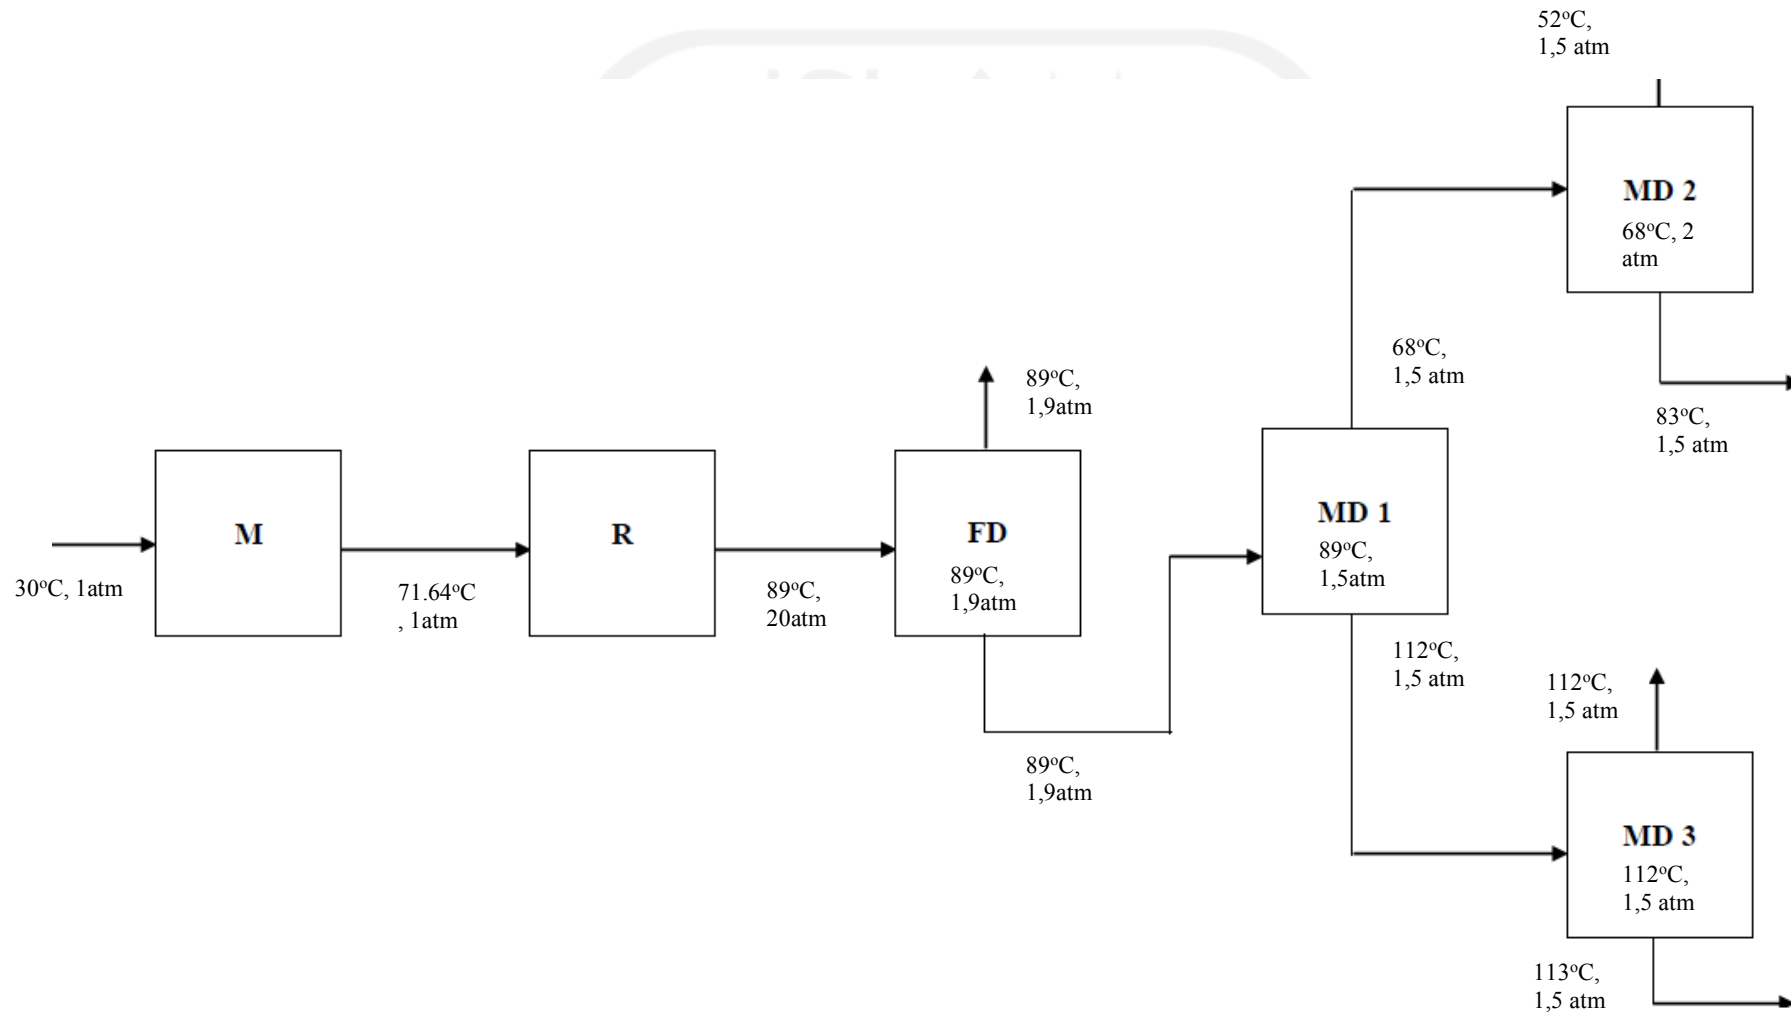 52°C,
1,5 atm
MD 2
68°C, 2
atm
68°C,
1,5 atm
83°C,
1,5 atm
89°C,
1,9atm
M
R
FD
89°C,
1,9atm
MD 1
89°C,
1,5atm
30°C, 1atm
71.64°C
, 1atm
89°C,
20atm
112°C,
1,5 atm
89°C,
1,9atm
112°C,
1,5 atm
MD 3
112°C,
1,5 atm
113°C,
1,5 atm